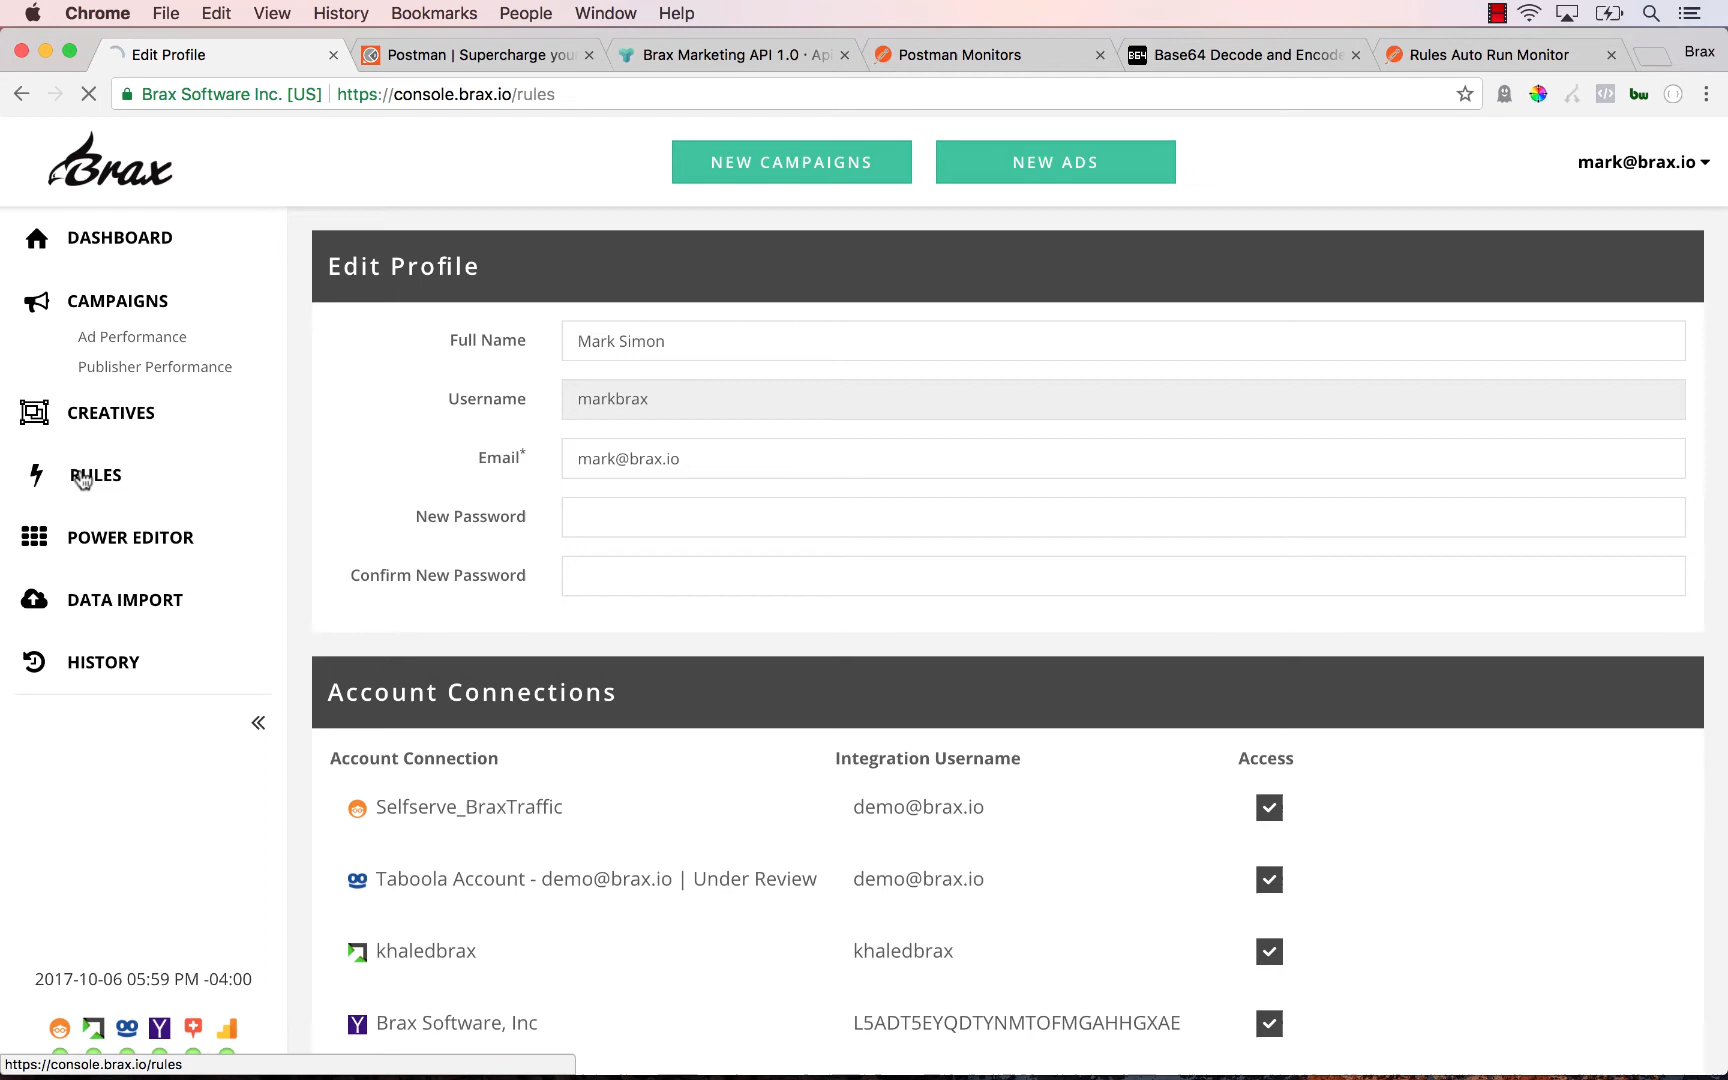 Chrome File Edit View History Bookmarks People Window Help
Edit Profile
Postman | Supercharge you
Brax Marketing API 1.0 · Api
Postman Monitors
Base64 Decode and Encode
Rules Auto Run Monitor
Brax
Brax Software Inc. [US] https://console.brax.io/rules
bw
Brax
NEW CAMPAIGNS
NEW ADS
mark@brax.io
DASHBOARD
CAMPAIGNS
Ad Performance
Publisher Performance
CREATIVES
RULES
POWER EDITOR
DATA IMPORT
HISTORY
2017-10-06 05:59 PM -04:00
https://console.brax.io/rules
Edit Profile
Full Name Mark Simon
Username markbrax
Email* mark@brax.io
New Password
Confirm New Password
Account Connections
Account Connection Integration Username Access
Selfserve_BraxTraffic demo@brax.io
Taboola Account - demo@brax.io | Under Review demo@brax.io
khaledbrax khaledbrax
Brax Software, Inc L5ADT5EYQDTYNMTOFMGAHHGXAE